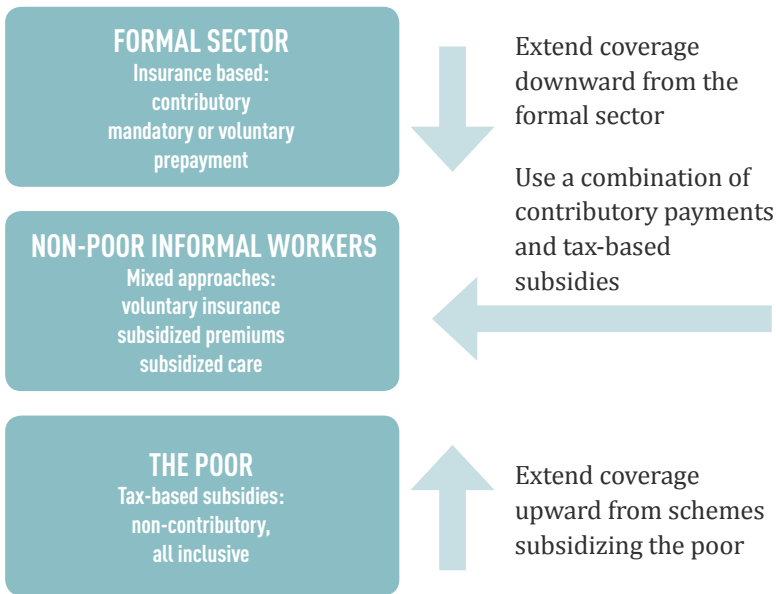 FORMAL SECTOR
Insurance based:
contributory
mandatory or voluntary
prepayment
Extend coverage
downward from the
formal sector
Use a combination of
contributory payments
and tax-based
subsidies
NON-POOR INFORMAL WORKERS
Mixed approaches:
voluntary insurance
subsidized premiums
subsidized care
THE POOR
Tax-based subsidies:
non-contributory,
all inclusive
Extend coverage
upward from schemes
subsidizing the poor